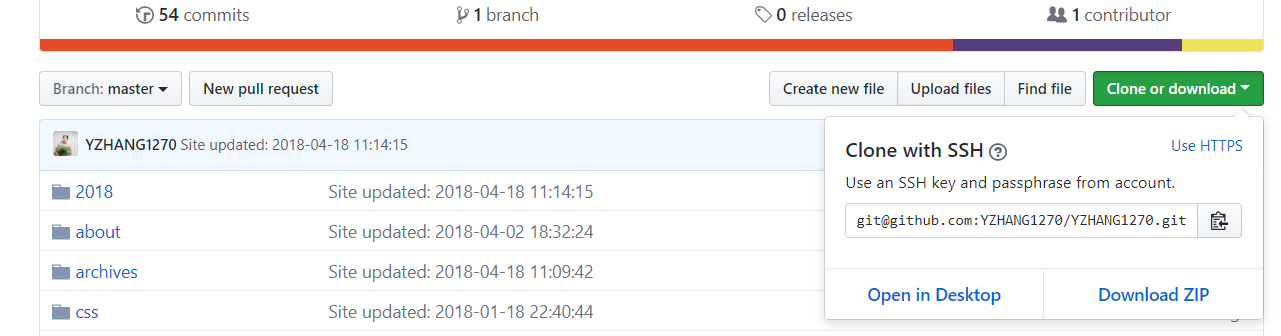 54 commits 1 branch 0 releases 1 contributor
Branch: master New pull request Create new file Upload files Find file Clone or download
YZHANG1270 Site updated: 2018-04-18 11:14:15
2018 Site updated: 2018-04-18 11:14:15
about Site updated: 2018-04-02 18:32:24
archives Site updated: 2018-04-18 11:09:42
css Site updated: 2018-01-18 22:40:44
Clone with SSH ? Use HTTPS
Use an SSH key and passphrase from account.
git@github.com:YZHANG1270/YZHANG1270.git
Open in Desktop Download ZIP